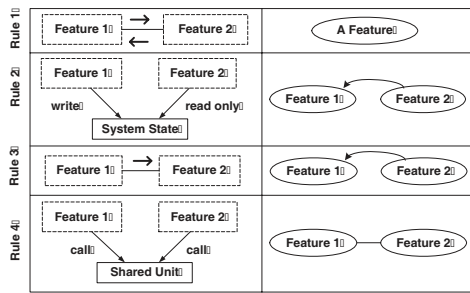 Rule 1
Feature 1
Feature 2
A Feature
Rule 2
Feature 1
Feature 2
write
read only
System State
Feature 1
Feature 2
Rule 3
Feature 1
Feature 2
Feature 1
Feature 2
Rule 4
Feature 1
Feature 2
call
call
Shared Unit
Feature 1
Feature 2